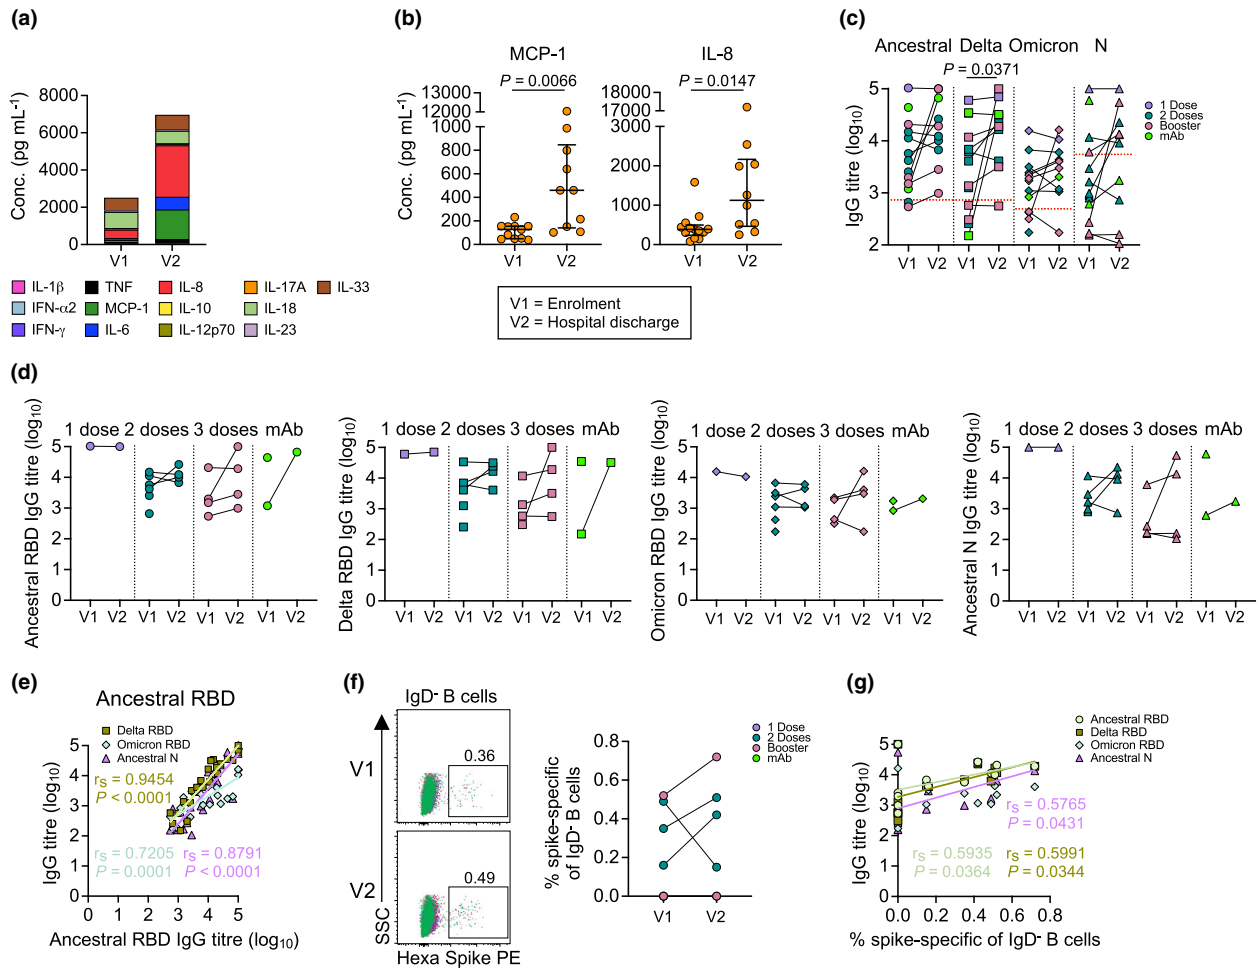 (a)
Conc. (pg mL-1)
8000
6000
4000
2000
0
V1
V2
IL-1β
TNF
IL-8
IL-17A
IL-33
IFN-α2
MCP-1
IL-10
IL-18
IFN-γ
IL-6
IL-12p70
IL-23
(b)
MCP-1
P = 0.0066
Conc. (pg mL-1)
13000
12000
1000
800
600
400
200
0
V1
V2
IL-8
P = 0.0147
18000
17000
3000
2000
1000
0
V1
V2
V1 = Enrolment
V2 = Hospital discharge
(c)
Ancestral Delta Omicron N
P = 0.0371
IgG titre (log10)
5
4
3
2
V1 V2 V1 V2 V1 V2 V1 V2
1 Dose
2 Doses
Booster
mAb
(d)
Ancestral RBD IgG titre (log10)
1 dose 2 doses 3 doses mAb
5
4
3
2
1
0
V1 V2 V1 V2 V1 V2 V1 V2
Delta RBD IgG titre (log10)
1 dose 2 doses 3 doses mAb
5
4
3
2
1
0
V1 V2 V1 V2 V1 V2 V1 V2
Omicron RBD IgG titre (log10)
1 dose 2 doses 3 doses mAb
5
4
3
2
1
0
V1 V2 V1 V2 V1 V2 V1 V2
Ancestral N IgG titre (log10)
1 dose 2 doses 3 doses mAb
5
4
3
2
1
0
V1 V2 V1 V2 V1 V2 V1 V2
(e)
Ancestral RBD
Delta RBD
Omicron RBD
Ancestral N
IgG titre (log10)
5
4
3
2
1
0
rs = 0.9454
P < 0.0001
rs = 0.7205
P = 0.0001
rs = 0.8791
P < 0.0001
0 1 2 3 4 5
Ancestral RBD IgG titre (log10)
(f)
IgD- B cells
V1
0.36
V2
0.49
SSC
Hexa Spike PE
% spike-specific
of IgD- B cells
0.8
0.6
0.4
0.2
0.0
V1
V2
1 Dose
2 Doses
Booster
mAb
(g)
Ancestral RBD
Delta RBD
Omicron RBD
Ancestral N
IgG titre (log10)
5
4
3
2
1
0
rs = 0.5765
P = 0.0431
rs = 0.5935
P = 0.0364
rs = 0.5991
P = 0.0344
0.0 0.2 0.4 0.6 0.8
% spike-specific of IgD- B cells